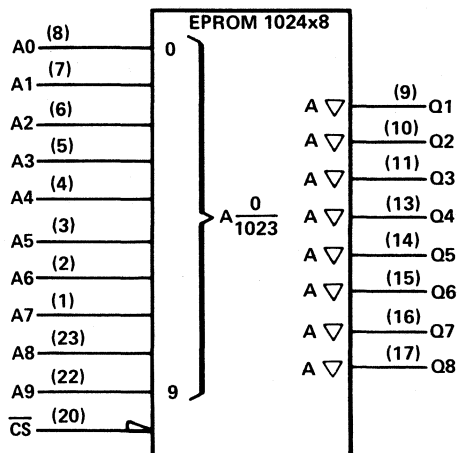 EPROM 1024x8
A0 (8) 0
A1 (7)
A2 (6)
A3 (5)
A4 (4)
A5 (3)
A6 (2)
A7 (1)
A8 (23)
A9 (22) 9
CS (20)
A 0
1023
A ▽ (9) Q1
A ▽ (10) Q2
A ▽ (11) Q3
A ▽ (13) Q4
A ▽ (14) Q5
A ▽ (15) Q6
A ▽ (16) Q7
A ▽ (17) Q8